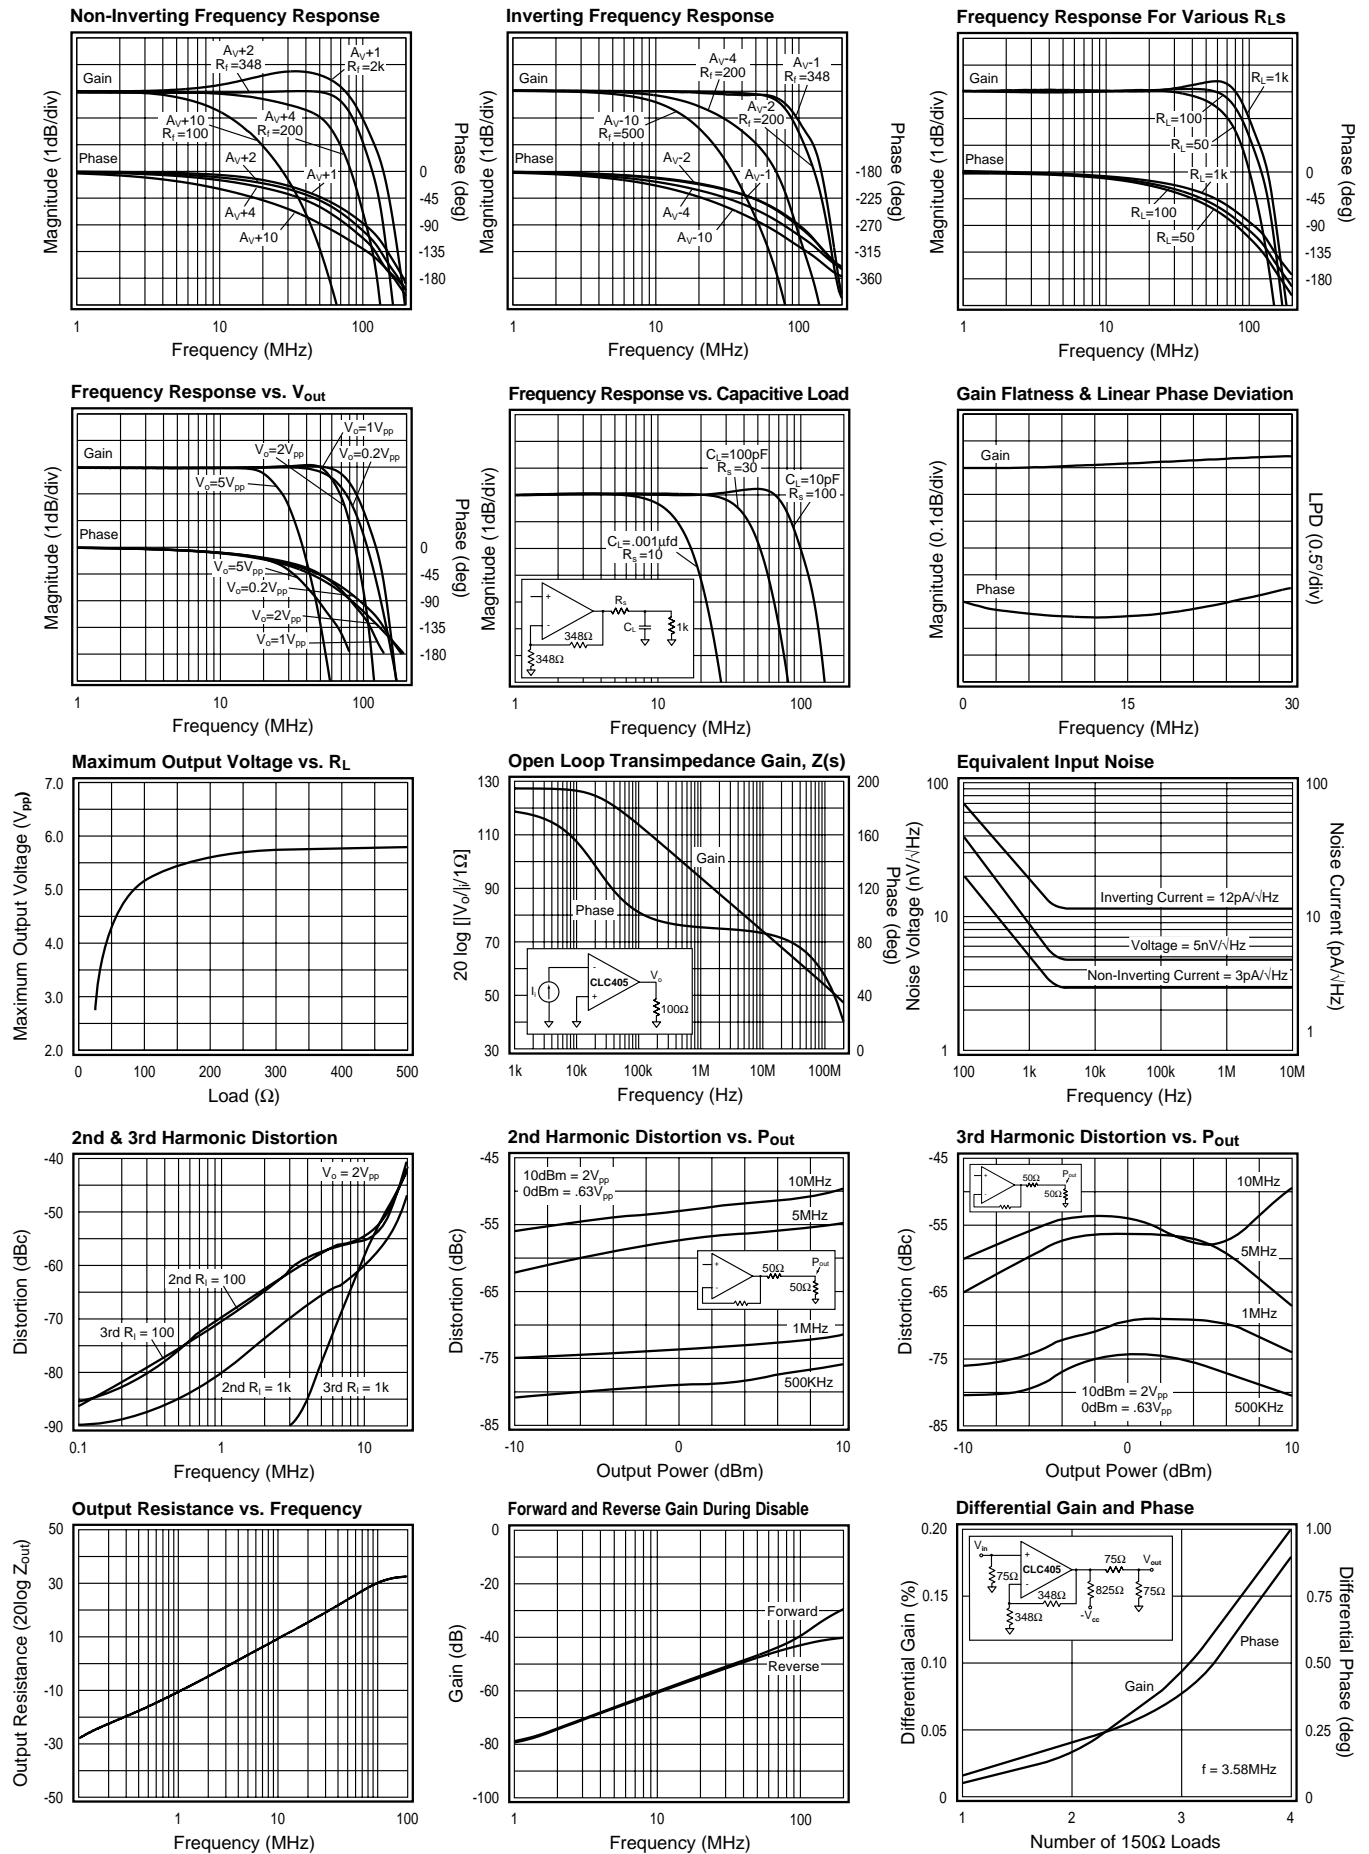 Non-Inverting Frequency Response
Magnitude (1dB/div)
Gain
Av+2
Rf=348
Av+1
Rf=2k
Av+10
Rf=100
Av+4
Rf=200
Phase
Av+2
Av+1
Av+4
Av+10
0
-45
-90
-135
-180
Phase (deg)
1
10
100
Frequency (MHz)
Inverting Frequency Response
Magnitude (1dB/div)
Av-4
Rf=200
Av-1
Rf=348
Av-10
Rf=500
Av-2
Rf=200
Av-2
Av-1
Av-4
Av-10
-180
-225
-270
-315
-360
Phase (deg)
1
10
100
Frequency (MHz)
Frequency Response For Various RLs
Magnitude (1dB/div)
Gain
RL=1k
RL=100
RL=50
Phase
RL=1k
RL=100
RL=50
0
-45
-90
-135
-180
Phase (deg)
1
10
100
Frequency (MHz)
Frequency Response vs. Vout
Magnitude (1dB/div)
Gain
Vo=1Vpp
Vo=2Vpp
Vo=0.2Vpp
Vo=5Vpp
Phase
Vo=5Vpp
Vo=0.2Vpp
Vo=2Vpp
Vo=1Vpp
0
-45
-90
-135
-180
Phase (deg)
1
10
100
Frequency (MHz)
Frequency Response vs. Capacitive Load
Magnitude (1dB/div)
CL=100pF
Rs=30
CL=10pF
Rs=100
CL=.001µfd
Rs=10
+
-
Rs
CL
1k
348Ω
348Ω
1
10
100
Frequency (MHz)
Gain Flatness & Linear Phase Deviation
Magnitude (0.1dB/div)
Gain
Phase
LPD (0.5°/div)
0
15
30
Frequency (MHz)
Maximum Output Voltage vs. RL
Maximum Output Voltage (Vpp)
7.0
6.0
5.0
4.0
3.0
2.0
0
100
200
300
400
500
Load (Ω)
Open Loop Transimpedance Gain, Z(s)
20 log [|Vo/Ii/1Ω]
130
110
90
70
50
30
Gain
Phase
Ii
-
+
CLC405
Vo
100Ω
200
160
120
80
40
0
Phase (deg)
1k
10k
100k
1M
10M
100M
Frequency (Hz)
Equivalent Input Noise
Noise Voltage (nV/√Hz)
100
10
1
Inverting Current = 12pA/√Hz
Voltage = 5nV/√Hz
Non-Inverting Current = 3pA/√Hz
100
10
1
Noise Current (pA/√Hz)
100
1k
10k
100k
1M
10M
Frequency (Hz)
2nd & 3rd Harmonic Distortion
Distortion (dBc)
-40
-50
-60
-70
-80
-90
Vo = 2Vpp
2nd Rl = 100
3rd Rl = 100
2nd Rl = 1k
3rd Rl = 1k
0.1
1
10
Frequency (MHz)
2nd Harmonic Distortion vs. Pout
Distortion (dBc)
-45
-55
-65
-75
-85
10dBm = 2Vpp
0dBm = .63Vpp
10MHz
5MHz
+
-
50Ω
Pout
50Ω
1MHz
500KHz
-10
0
10
Output Power (dBm)
3rd Harmonic Distortion vs. Pout
Distortion (dBc)
-45
-55
-65
-75
-85
+
-
50Ω
Pout
50Ω
10MHz
5MHz
1MHz
10dBm = 2Vpp
0dBm = .63Vpp
500KHz
-10
0
10
Output Power (dBm)
Output Resistance vs. Frequency
Output Resistance (20log Zout)
50
30
10
-10
-30
-50
1
10
100
Frequency (MHz)
Forward and Reverse Gain During Disable
Gain (dB)
0
-20
-40
-60
-80
-100
Forward
Reverse
1
10
100
Frequency (MHz)
Differential Gain and Phase
Differential Gain (%)
0.20
0.15
0.10
0.05
0
Vin
75Ω
+
-
CLC405
348Ω
348Ω
75Ω
825Ω
-Vcc
Vout
75Ω
Phase
Gain
f = 3.58MHz
1.00
0.75
0.50
0.25
0
Differential Phase (deg)
1
2
3
4
Number of 150Ω Loads